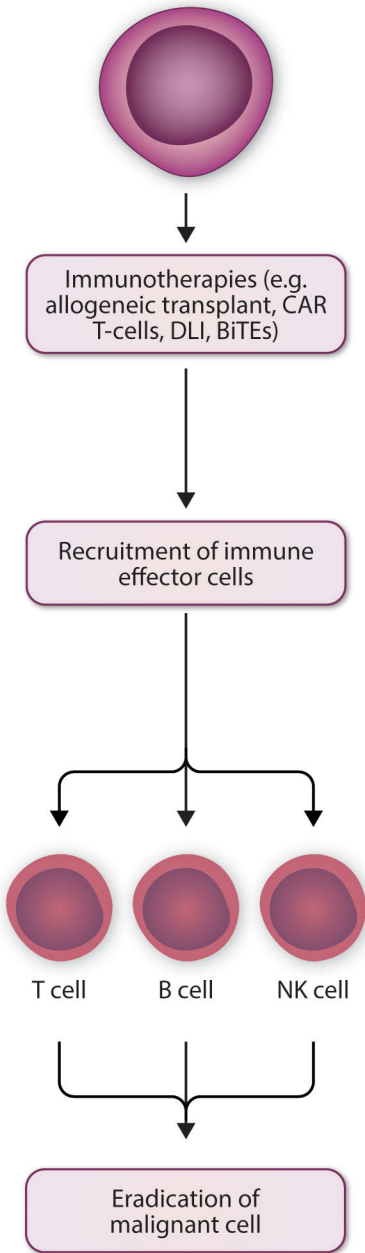 Immunotherapies (e.g.
allogeneic transplant, CAR
T-cells, DLI, BiTEs)
Recruitment of immune
effector cells
T cell
B cell
NK cell
Eradication of
malignant cell